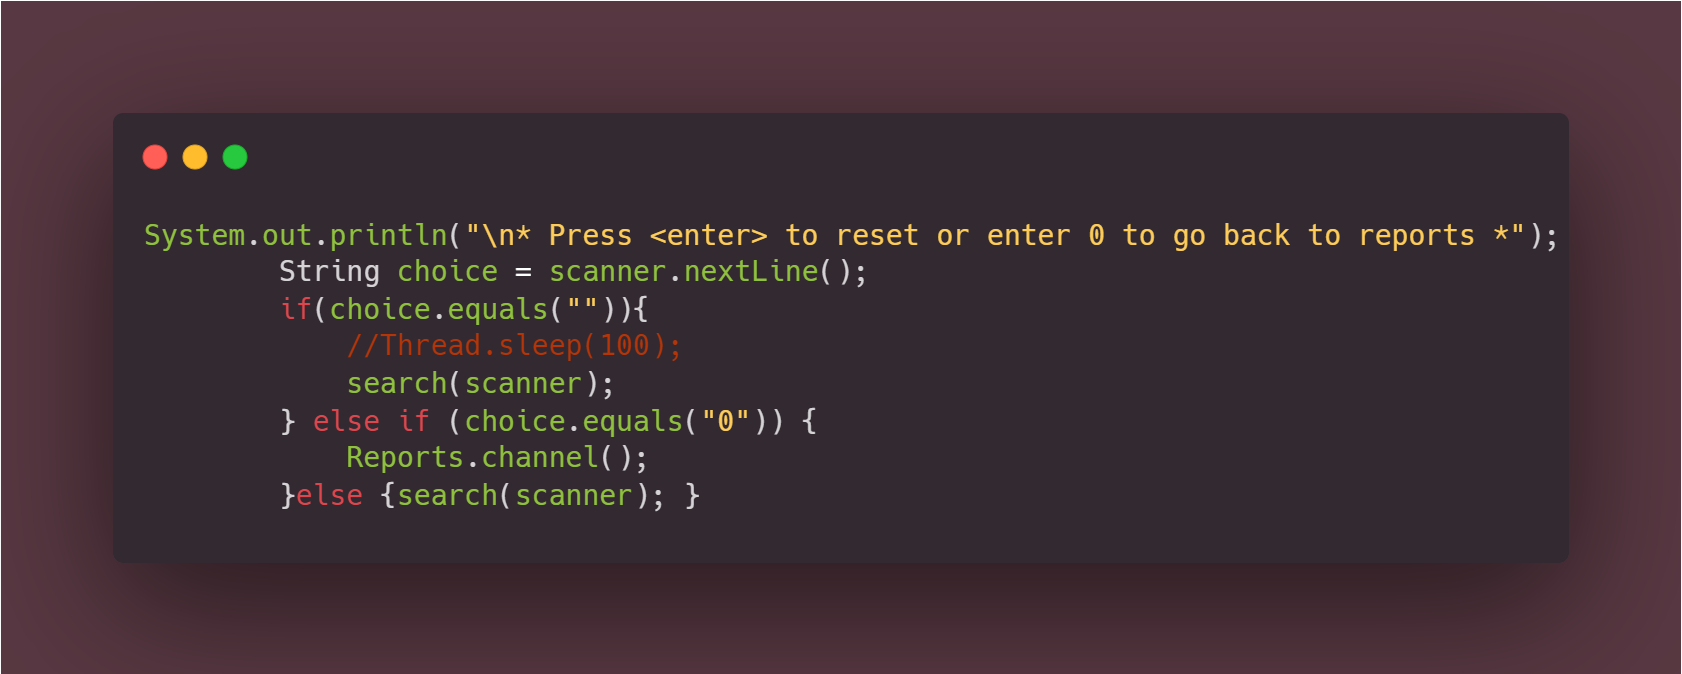 System.out.println("\n* Press <enter> to reset or enter 0 to go back to reports *");
        String choice = scanner.nextLine();
        if(choice.equals("")){
            //Thread.sleep(100);
            search(scanner);
        } else if (choice.equals("0")) {
            Reports.channel();
        }else {search(scanner); }